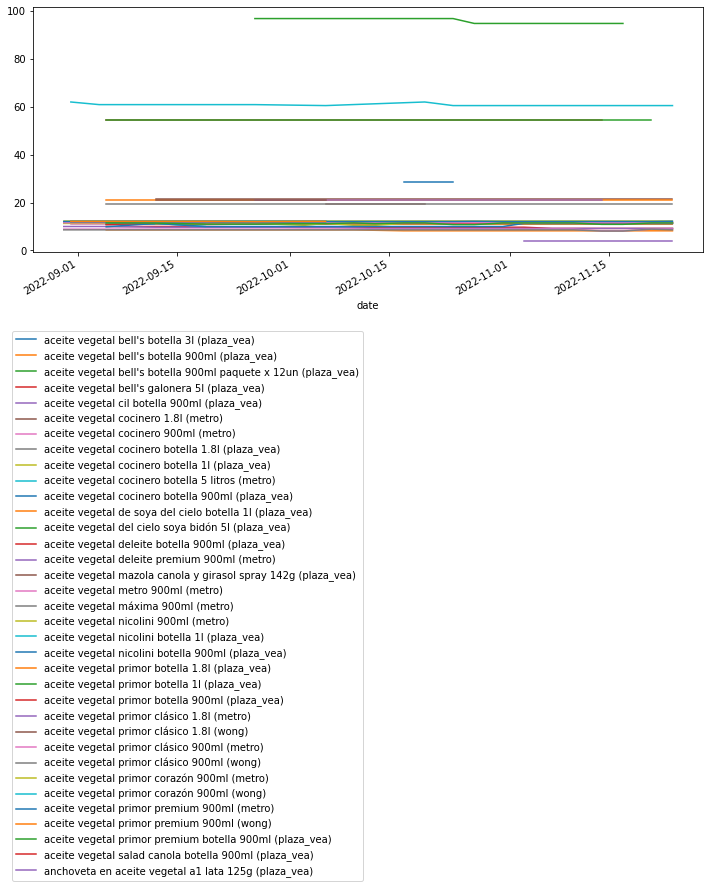 100
80
60
40
20
0
2022-09-01
2022-09-15
2022-10-01
2022-10-15
2022-11-01
2022-11-15
date
aceite vegetal bell's botella 3l (plaza_vea)
aceite vegetal bell's botella 900ml (plaza_vea)
aceite vegetal bell's botella 900ml paquete x 12un (plaza_vea)
aceite vegetal bell's galonera 5l (plaza_vea)
aceite vegetal cil botella 900ml (plaza_vea)
aceite vegetal cocinero 1.8l (metro)
aceite vegetal cocinero 900ml (metro)
aceite vegetal cocinero botella 1.8l (plaza_vea)
aceite vegetal cocinero botella 1l (plaza_vea)
aceite vegetal cocinero botella 5 litros (metro)
aceite vegetal cocinero botella 900ml (plaza_vea)
aceite vegetal de soya del cielo botella 1l (plaza_vea)
aceite vegetal del cielo soya bidón 5l (plaza_vea)
aceite vegetal deleite botella 900ml (plaza_vea)
aceite vegetal deleite premium 900ml (metro)
aceite vegetal mazola canola y girasol spray 142g (plaza_vea)
aceite vegetal metro 900ml (metro)
aceite vegetal máxima 900ml (metro)
aceite vegetal nicolini 900ml (metro)
aceite vegetal nicolini botella 1l (plaza_vea)
aceite vegetal nicolini botella 900ml (plaza_vea)
aceite vegetal primor botella 1.8l (plaza_vea)
aceite vegetal primor botella 1l (plaza_vea)
aceite vegetal primor botella 900ml (plaza_vea)
aceite vegetal primor clásico 1.8l (metro)
aceite vegetal primor clásico 1.8l (wong)
aceite vegetal primor clásico 900ml (metro)
aceite vegetal primor clásico 900ml (wong)
aceite vegetal primor corazón 900ml (metro)
aceite vegetal primor corazón 900ml (wong)
aceite vegetal primor premium 900ml (metro)
aceite vegetal primor premium 900ml (wong)
aceite vegetal primor premium botella 900ml (plaza_vea)
aceite vegetal salad canola botella 900ml (plaza_vea)
anchoveta en aceite vegetal a1 lata 125g (plaza_vea)